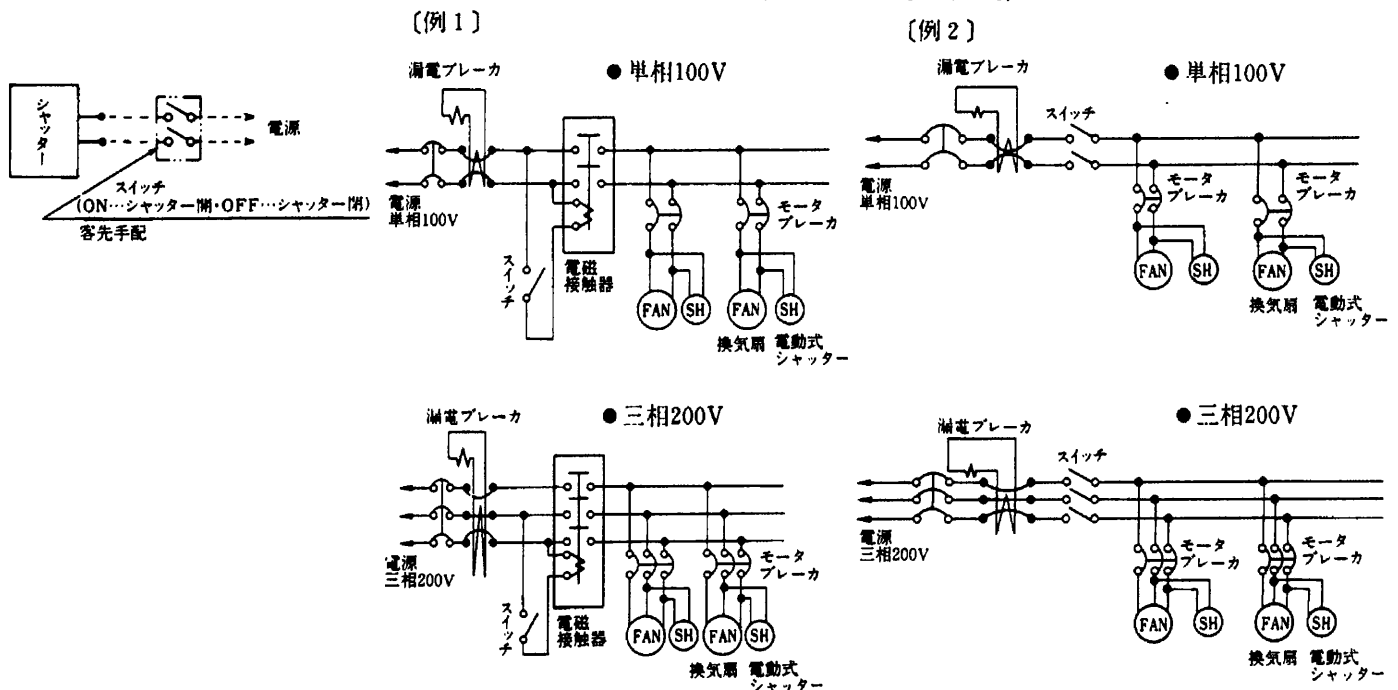 〔例1〕
〔例2〕
シャッター
電源
スイッチ
(ON…シャッター開・OFF…シャッター閉)
客先手配
漏電ブレーカ
●単相100V
電源
単相100V
スイッチ
電磁
接触器
モータ
ブレーカ
FAN
SH
FAN
SH
換気扇
電動式
シャッター
漏電ブレーカ
●単相100V
スイッチ
電源
単相100V
モータ
ブレーカ
モータ
ブレーカ
FAN
SH
FAN
SH
換気扇
電動式
シャッター
漏電ブレーカ
●三相200V
電源
三相200V
スイッチ
電磁
接触器
モータ
ブレーカ
FAN
SH
FAN
SH
換気扇
電動式
シャッター
漏電ブレーカ
●三相200V
スイッチ
電源
三相200V
モータ
ブレーカ
モータ
ブレーカ
FAN
SH
FAN
SH
換気扇
電動式
シャッター